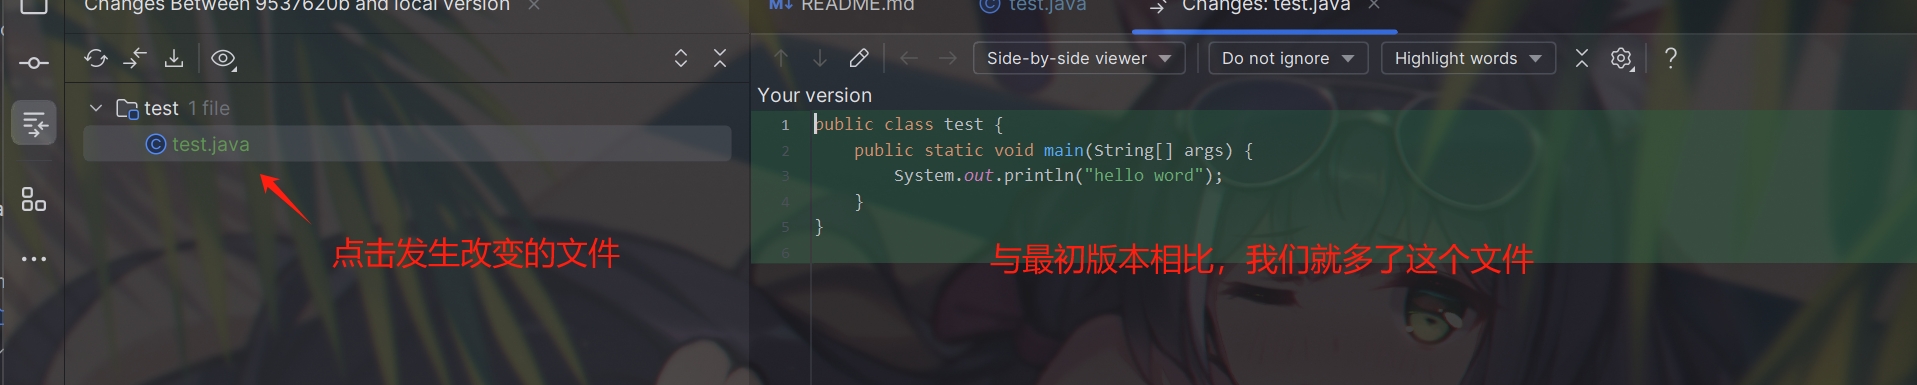 Changes Between 9537620b and local version
README.md
test.java
Changes: test.java
Side-by-side viewer
Do not ignore
Highlight words
?
test 1 file
test.java
点击发生改变的文件
Your version
1 public class test {
2 public static void main(String[] args) {
3 System.out.println("hello word");
4 }
5 }
6
与最初版本相比，我们就多了这个文件